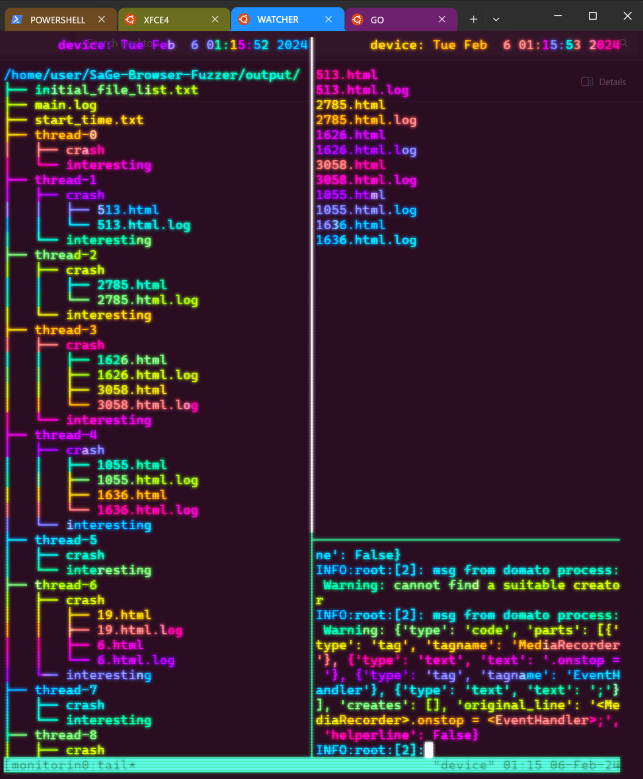 POWERSHELL
XFCE4
WATCHER
GO
device: Tue Feb  6 01:15:52 2024
/home/user/SaGe-Browser-Fuzzer/output/
├── initial_file_list.txt
├── main.log
├── start_time.txt
├── thread-0
│   ├── crash
│   └── interesting
├── thread-1
│   ├── crash
│   │   ├── 513.html
│   │   └── 513.html.log
│   └── interesting
├── thread-2
│   ├── crash
│   │   ├── 2785.html
│   │   └── 2785.html.log
│   └── interesting
├── thread-3
│   ├── crash
│   │   ├── 1626.html
│   │   ├── 1626.html.log
│   │   ├── 3058.html
│   │   └── 3058.html.log
│   └── interesting
├── thread-4
│   ├── crash
│   │   ├── 1055.html
│   │   ├── 1055.html.log
│   │   ├── 1636.html
│   │   └── 1636.html.log
│   └── interesting
├── thread-5
│   ├── crash
│   └── interesting
├── thread-6
│   ├── crash
│   │   ├── 19.html
│   │   ├── 19.html.log
│   │   ├── 6.html
│   │   └── 6.html.log
│   └── interesting
├── thread-7
│   ├── crash
│   └── interesting
├── thread-8
│   ├── crash
device: Tue Feb  6 01:15:53 2024
Details
513.html
513.html.log
2785.html
2785.html.log
1626.html
1626.html.log
3058.html
3058.html.log
1055.html
1055.html.log
1636.html
1636.html.log
ne': False}
INFO:root:[2]: msg from domato process:
 Warning: cannot find a suitable creato
r
INFO:root:[2]: msg from domato process:
 Warning: {'type': 'code', 'parts': [{'
type': 'tag', 'tagname': 'MediaRecorder
'}, {'type': 'text', 'text': '.onstop =
 '}, {'type': 'tag', 'tagname': 'EventH
andler'}, {'type': 'text', 'text': ';'}
], 'creates': [], 'original_line': '<Me
diaRecorder>.onstop = <EventHandler>;',
 'helperline': False}
INFO:root:[2]:
[monitorin0:tail* "device" 01:15 06-Feb-24